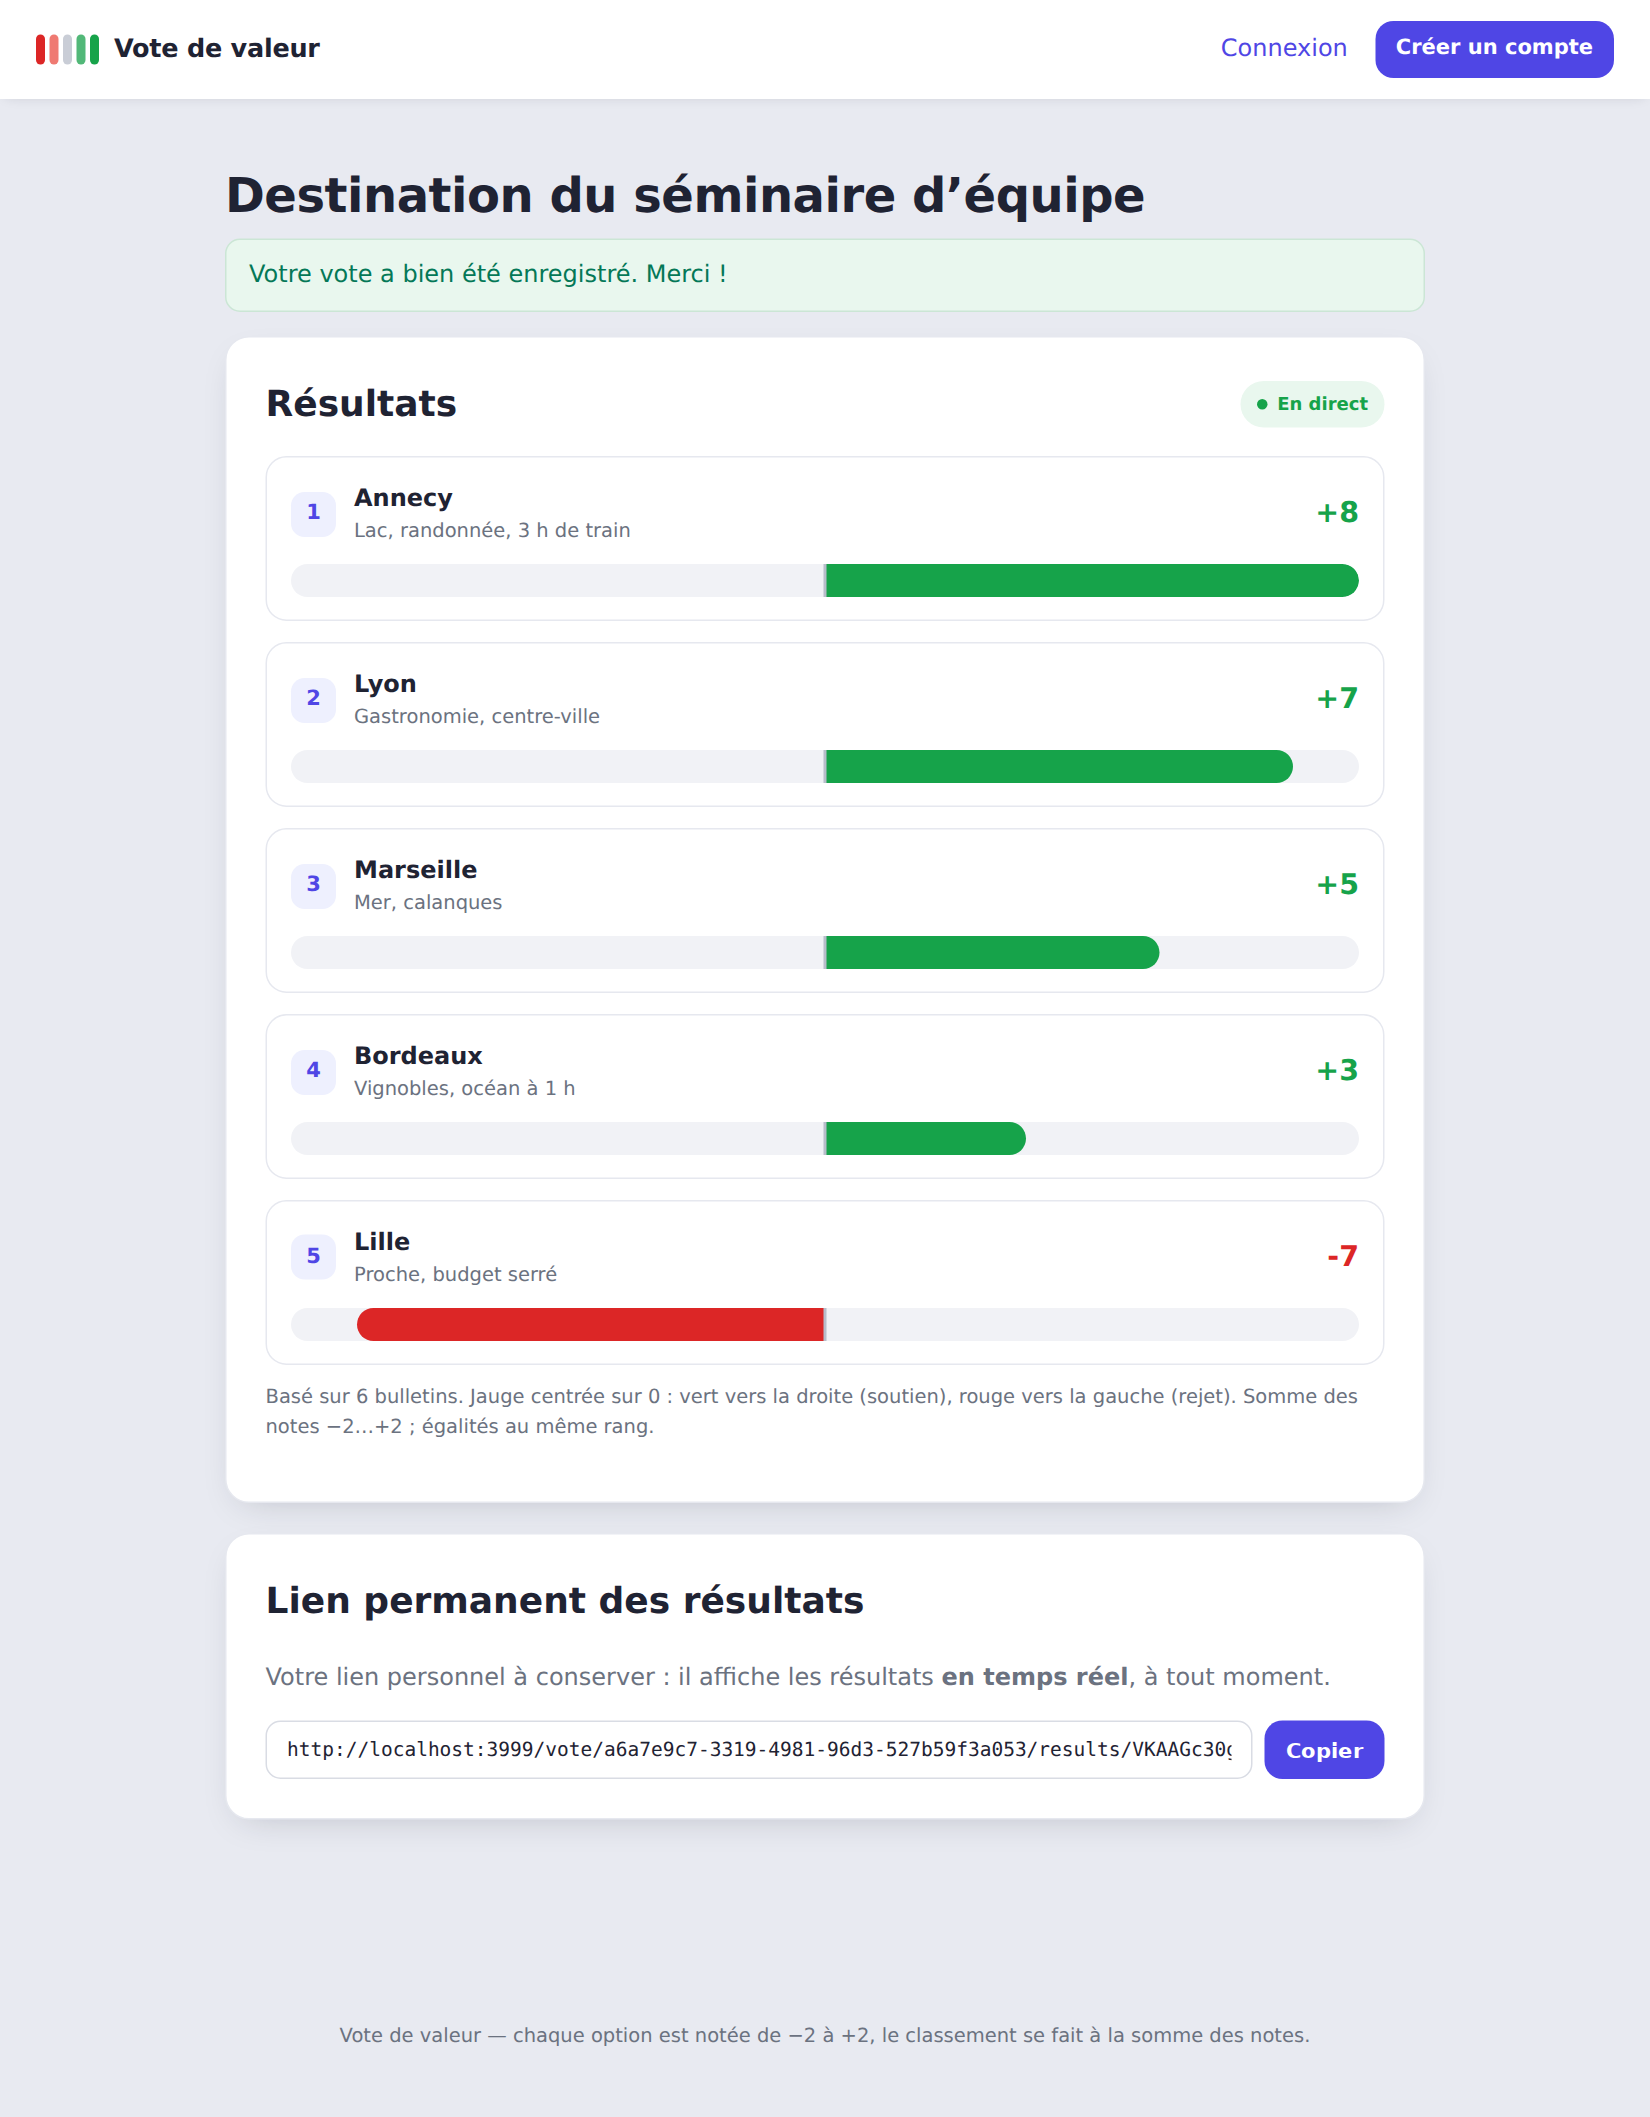 Vote de valeur
Connexion
Créer un compte
Destination du séminaire d’équipe
Votre vote a bien été enregistré. Merci !
Résultats
En direct
1
Annecy
Lac, randonnée, 3 h de train
+8
2
Lyon
Gastronomie, centre-ville
+7
3
Marseille
Mer, calanques
+5
4
Bordeaux
Vignobles, océan à 1 h
+3
5
Lille
Proche, budget serré
-7
Basé sur 6 bulletins. Jauge centrée sur 0 : vert vers la droite (soutien), rouge vers la gauche (rejet). Somme des
notes −2…+2 ; égalités au même rang.
Lien permanent des résultats
Votre lien personnel à conserver : il affiche les résultats en temps réel, à tout moment.
http://localhost:3999/vote/a6a7e9c7-3319-4981-96d3-527b59f3a053/results/VKAAGc30
Copier
Vote de valeur — chaque option est notée de −2 à +2, le classement se fait à la somme des notes.